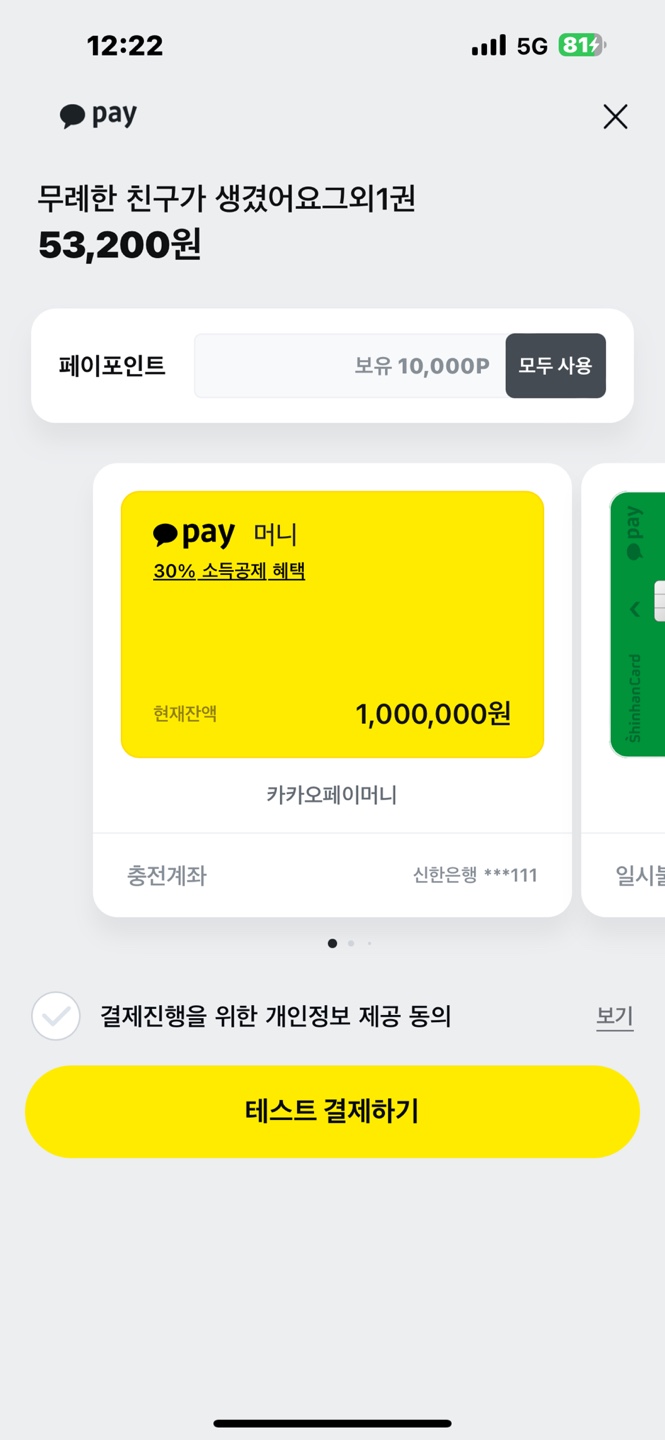 12:22 5G 81
pay
무례한 친구가 생겼어요그외1권
53,200원
페이포인트 보유 10,000P 모두 사용
pay 머니
30% 소득공제 혜택
현재잔액 1,000,000원
카카오페이머니
충전계좌 신한은행 ***111
pay
ShinhanCard
일시불
결제진행을 위한 개인정보 제공 동의 보기
테스트 결제하기